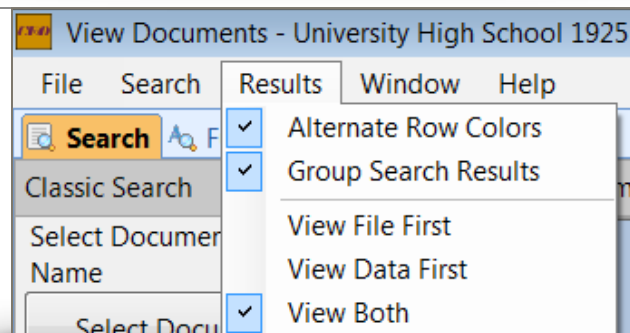 View Documents - University High School 1925
File Search Results Window Help
Search F
Alternate Row Colors
Classic Search
Group Search Results
Select Documen
View File First
Name
View Data First
Select Docu
View Both